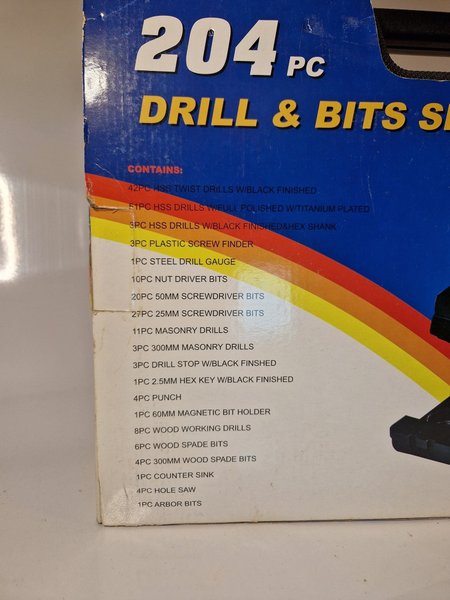 204 PC
DRILL & BITS S
CONTAINS:
42PC HSS TWIST DRILLS W/BLACK FINISHED
51PC HSS DRILLS W/FULL POLISHED W/TITANIUM PLATED
3PC HSS DRILLS W/BLACK FINISHED&HEX SHANK
3PC PLASTIC SCREW FINDER
1PC STEEL DRILL GAUGE
10PC NUT DRIVER BITS
20PC 50MM SCREWDRIVER BITS
27PC 25MM SCREWDRIVER BITS
11PC MASONRY DRILLS
3PC 300MM MASONRY DRILLS
3PC DRILL STOP W/BLACK FINSHED
1PC 2.5MM HEX KEY W/BLACK FINISHED
4PC PUNCH
1PC 60MM MAGNETIC BIT HOLDER
8PC WOOD WORKING DRILLS
6PC WOOD SPADE BITS
4PC 300MM WOOD SPADE BITS
1PC COUNTER SINK
4PC HOLE SAW
1PC ARBOR BITS